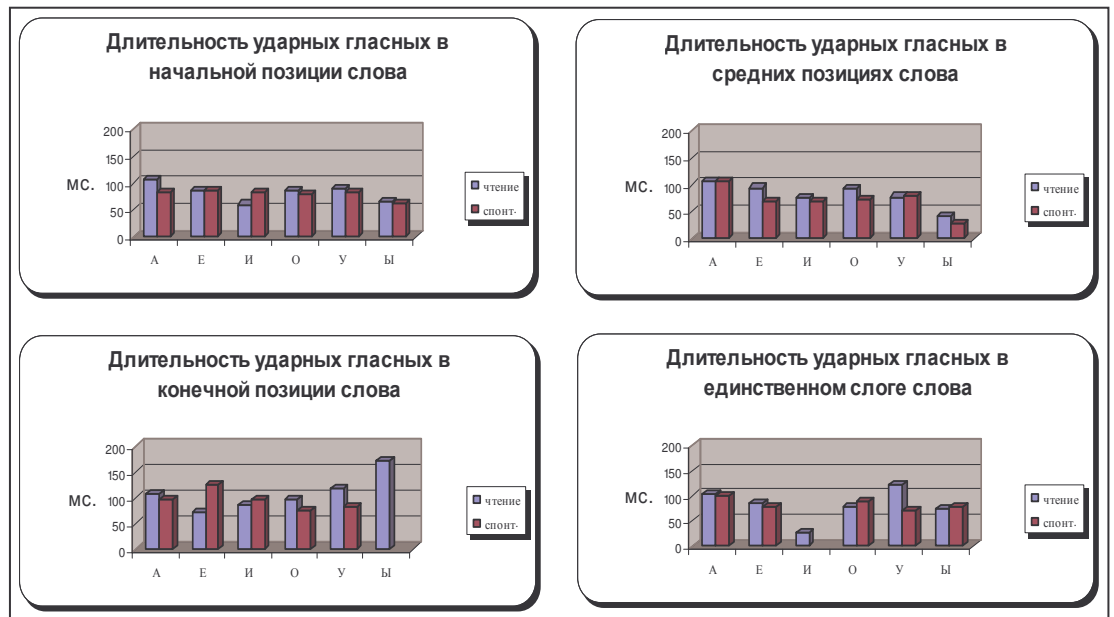 Длительность ударных гласных в
начальной позиции слова
200
150
мс. 100
50
0
А Е И О У Ы
чтение
спонт.
Длительность ударных гласных в
средних позициях слова
200
150
мс. 100
50
0
А Е И О У Ы
чтение
спонт.
Длительность ударных гласных в
конечной позиции слова
200
150
мс. 100
50
0
А Е И О У Ы
чтение
спонт.
Длительность ударных гласных в
единственном слоге слова
200
150
мс. 100
50
0
А Е И О У Ы
чтение
спонт.